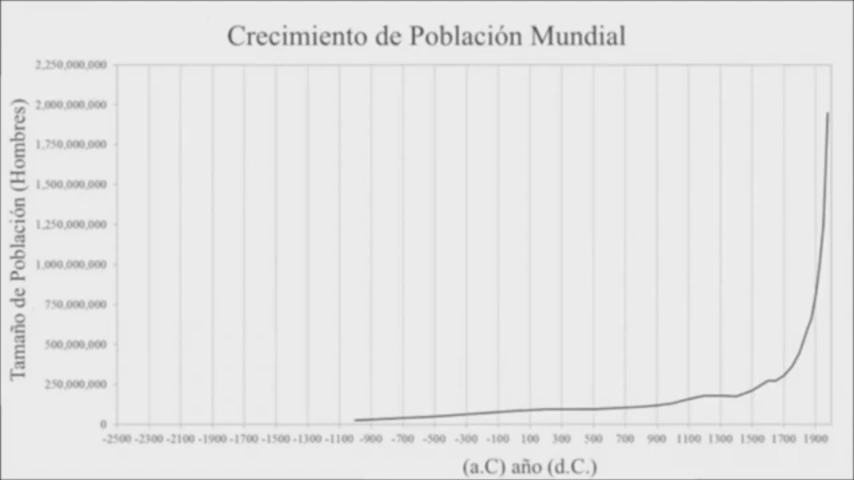 Crecimiento de Población Mundial
Tamaño de Población (Hombres)
2,250,000,000
2,000,000,000
1,750,000,000
1,500,000,000
1,250,000,000
1,000,000,000
750,000,000
500,000,000
250,000,000
0
-2500 -2300 -2100 -1900 -1700 -1500 -1300 -1100 -900 -700 -500 -300 -100 100 300 500 700 900 1100 1300 1500 1700 1900
(a.C) año (d.C.)